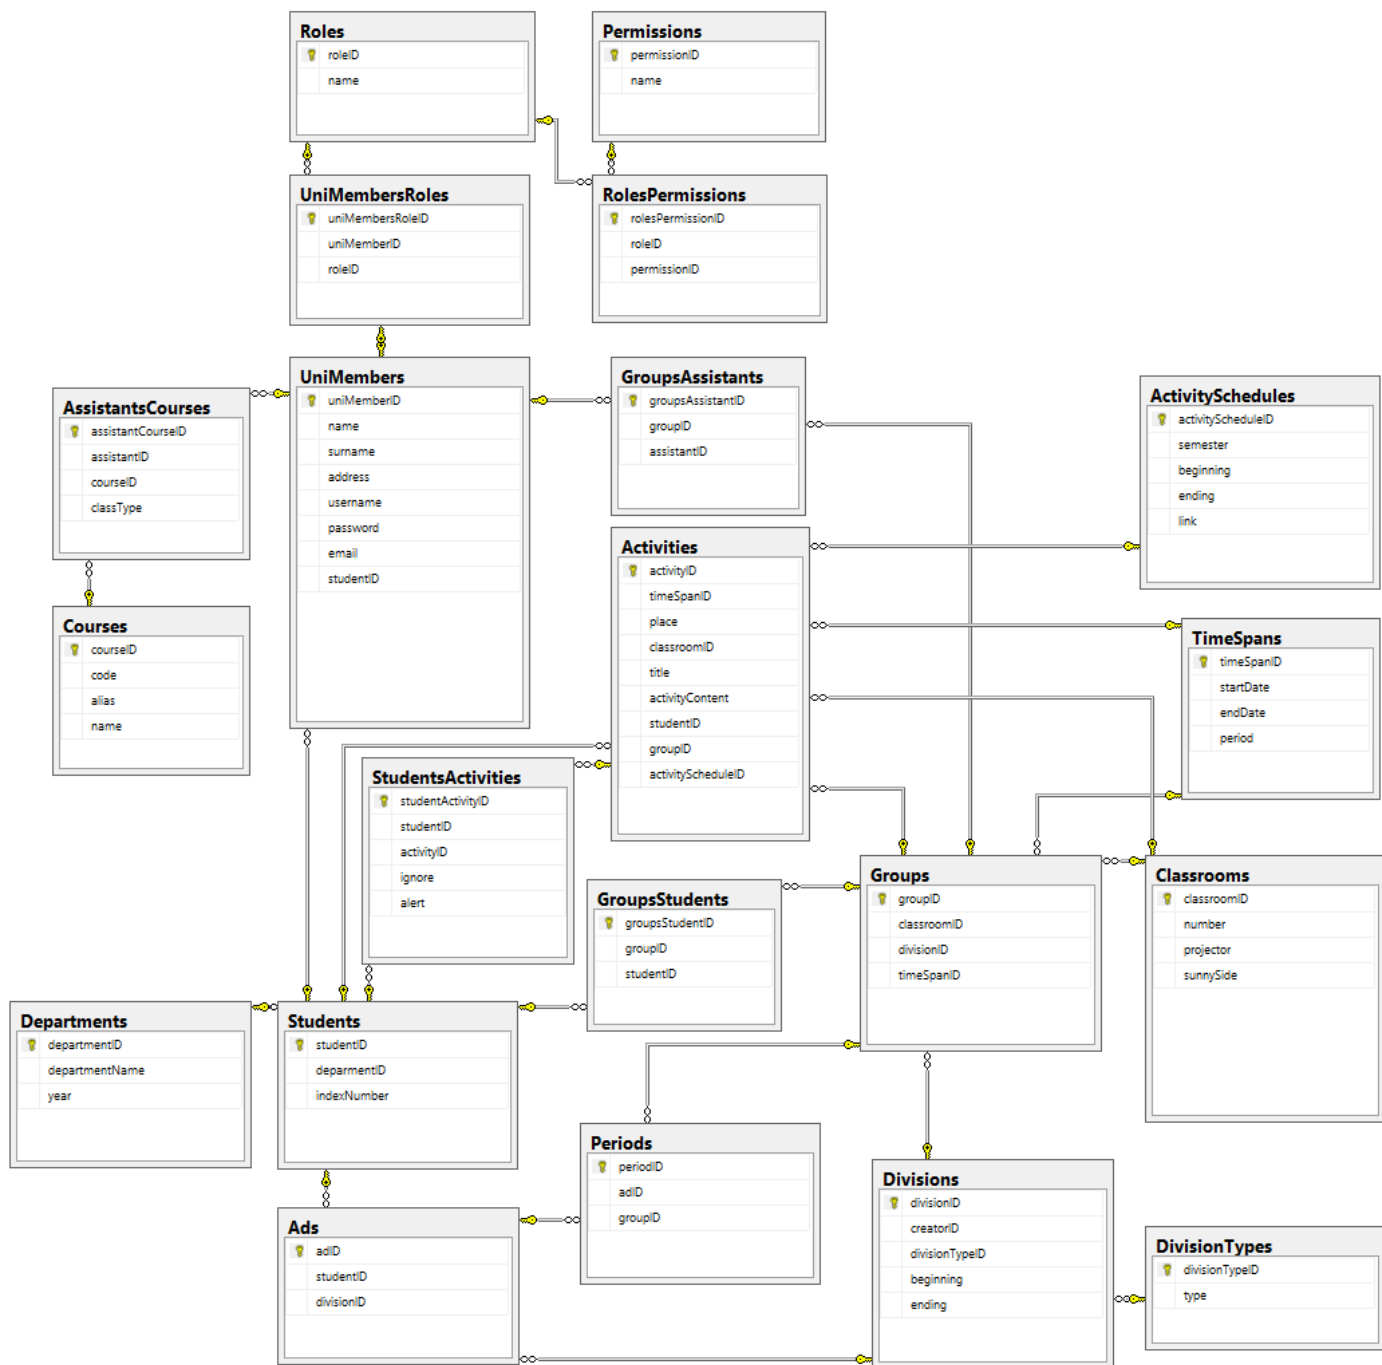 Roles
roleID
name
Permissions
permissionID
name
UniMembersRoles
uniMembersRoleID
uniMemberID
roleID
RolesPermissions
rolesPermissionID
roleID
permissionID
AssistantsCourses
assistantCourseID
assistantID
courseID
classType
UniMembers
uniMemberID
name
surname
address
username
password
email
studentID
GroupsAssistants
groupsAssistantID
groupID
assistantID
ActivitySchedules
activityScheduleID
semester
beginning
ending
link
Courses
courseID
code
alias
name
Activities
activityID
timeSpanID
place
classroomID
title
activityContent
studentID
groupID
activityScheduleID
TimeSpans
timeSpanID
startDate
endDate
period
StudentsActivities
studentActivityID
studentID
activityID
ignore
alert
GroupsStudents
groupsStudentID
groupID
studentID
Groups
groupID
classroomID
divisionID
timeSpanID
Classrooms
classroomID
number
projector
sunnySide
Departments
departmentID
departmentName
year
Students
studentID
deparmentID
indexNumber
Periods
periodID
adID
groupID
Ads
adID
studentID
divisionID
Divisions
divisionID
creatorID
divisionTypeID
beginning
ending
DivisionTypes
divisionTypeID
type